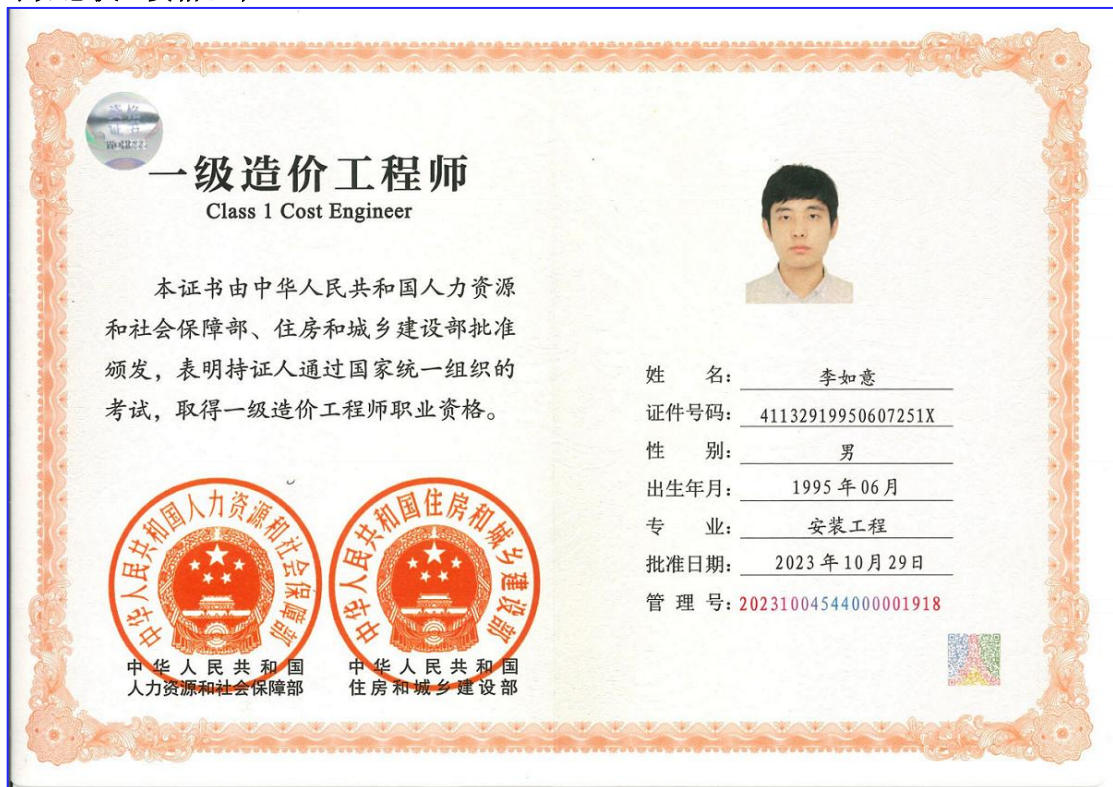 一级造价工程师
Class 1 Cost Engineer
本证书由中华人民共和国人力资源
和社会保障部、住房和城乡建设部批准
颁发，表明持证人通过国家统一组织的
考试，取得一级造价工程师职业资格。
中华人民共和国人力资源和社会保障部
中华人民共和国
人力资源和社会保障部
中华人民共和国住房和城乡建设部
中华人民共和国
住房和城乡建设部
姓 名： 李如意
证件号码： 41132919950607251X
性 别： 男
出生年月： 1995年06月
专 业： 安装工程
批准日期： 2023年10月29日
管 理 号： 20231004544000001918